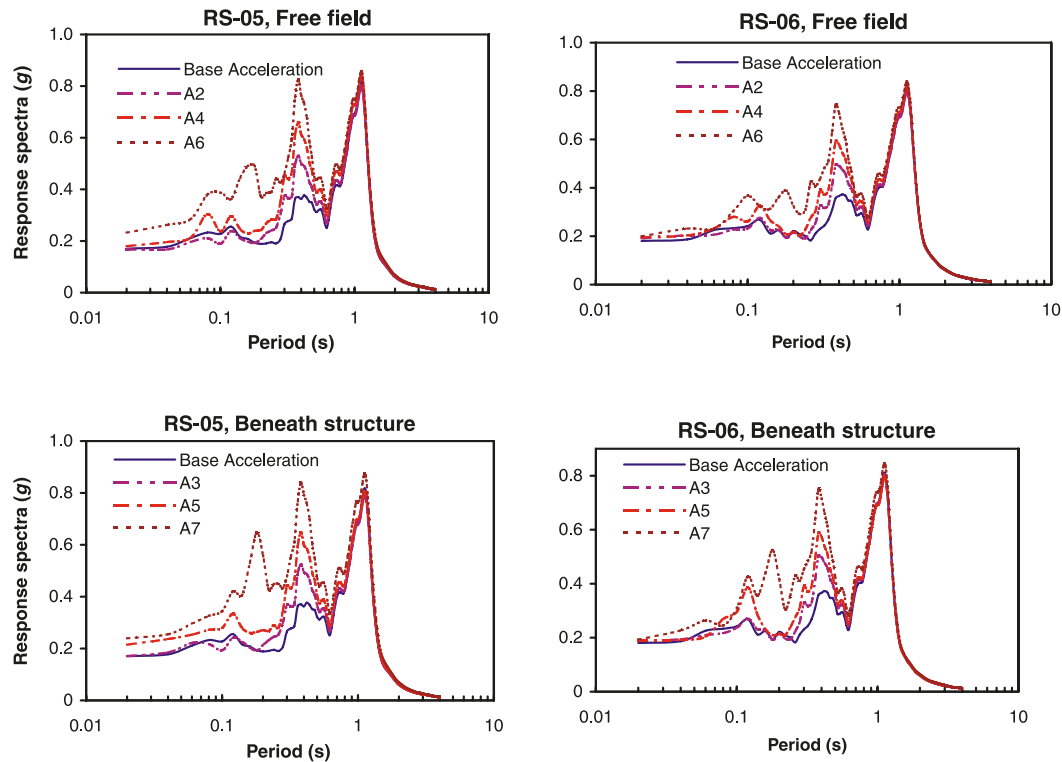 RS-05, Free field
1.0
0.8
0.6
0.4
0.2
0
Response spectra (g)
Base Acceleration
A2
A4
A6
0.01
0.1
1
10
Period (s)
RS-06, Free field
1.0
0.8
0.6
0.4
0.2
0
Base Acceleration
A2
A4
A6
0.01
0.1
1
10
Period (s)
RS-05, Beneath structure
1.0
0.8
0.6
0.4
0.2
0
Response spectra (g)
Base Acceleration
A3
A5
A7
0.01
0.1
1
10
Period (s)
RS-06, Beneath structure
0.8
0.6
0.4
0.2
0
Base Acceleration
A3
A5
A7
0.01
0.1
1
10
Period (s)